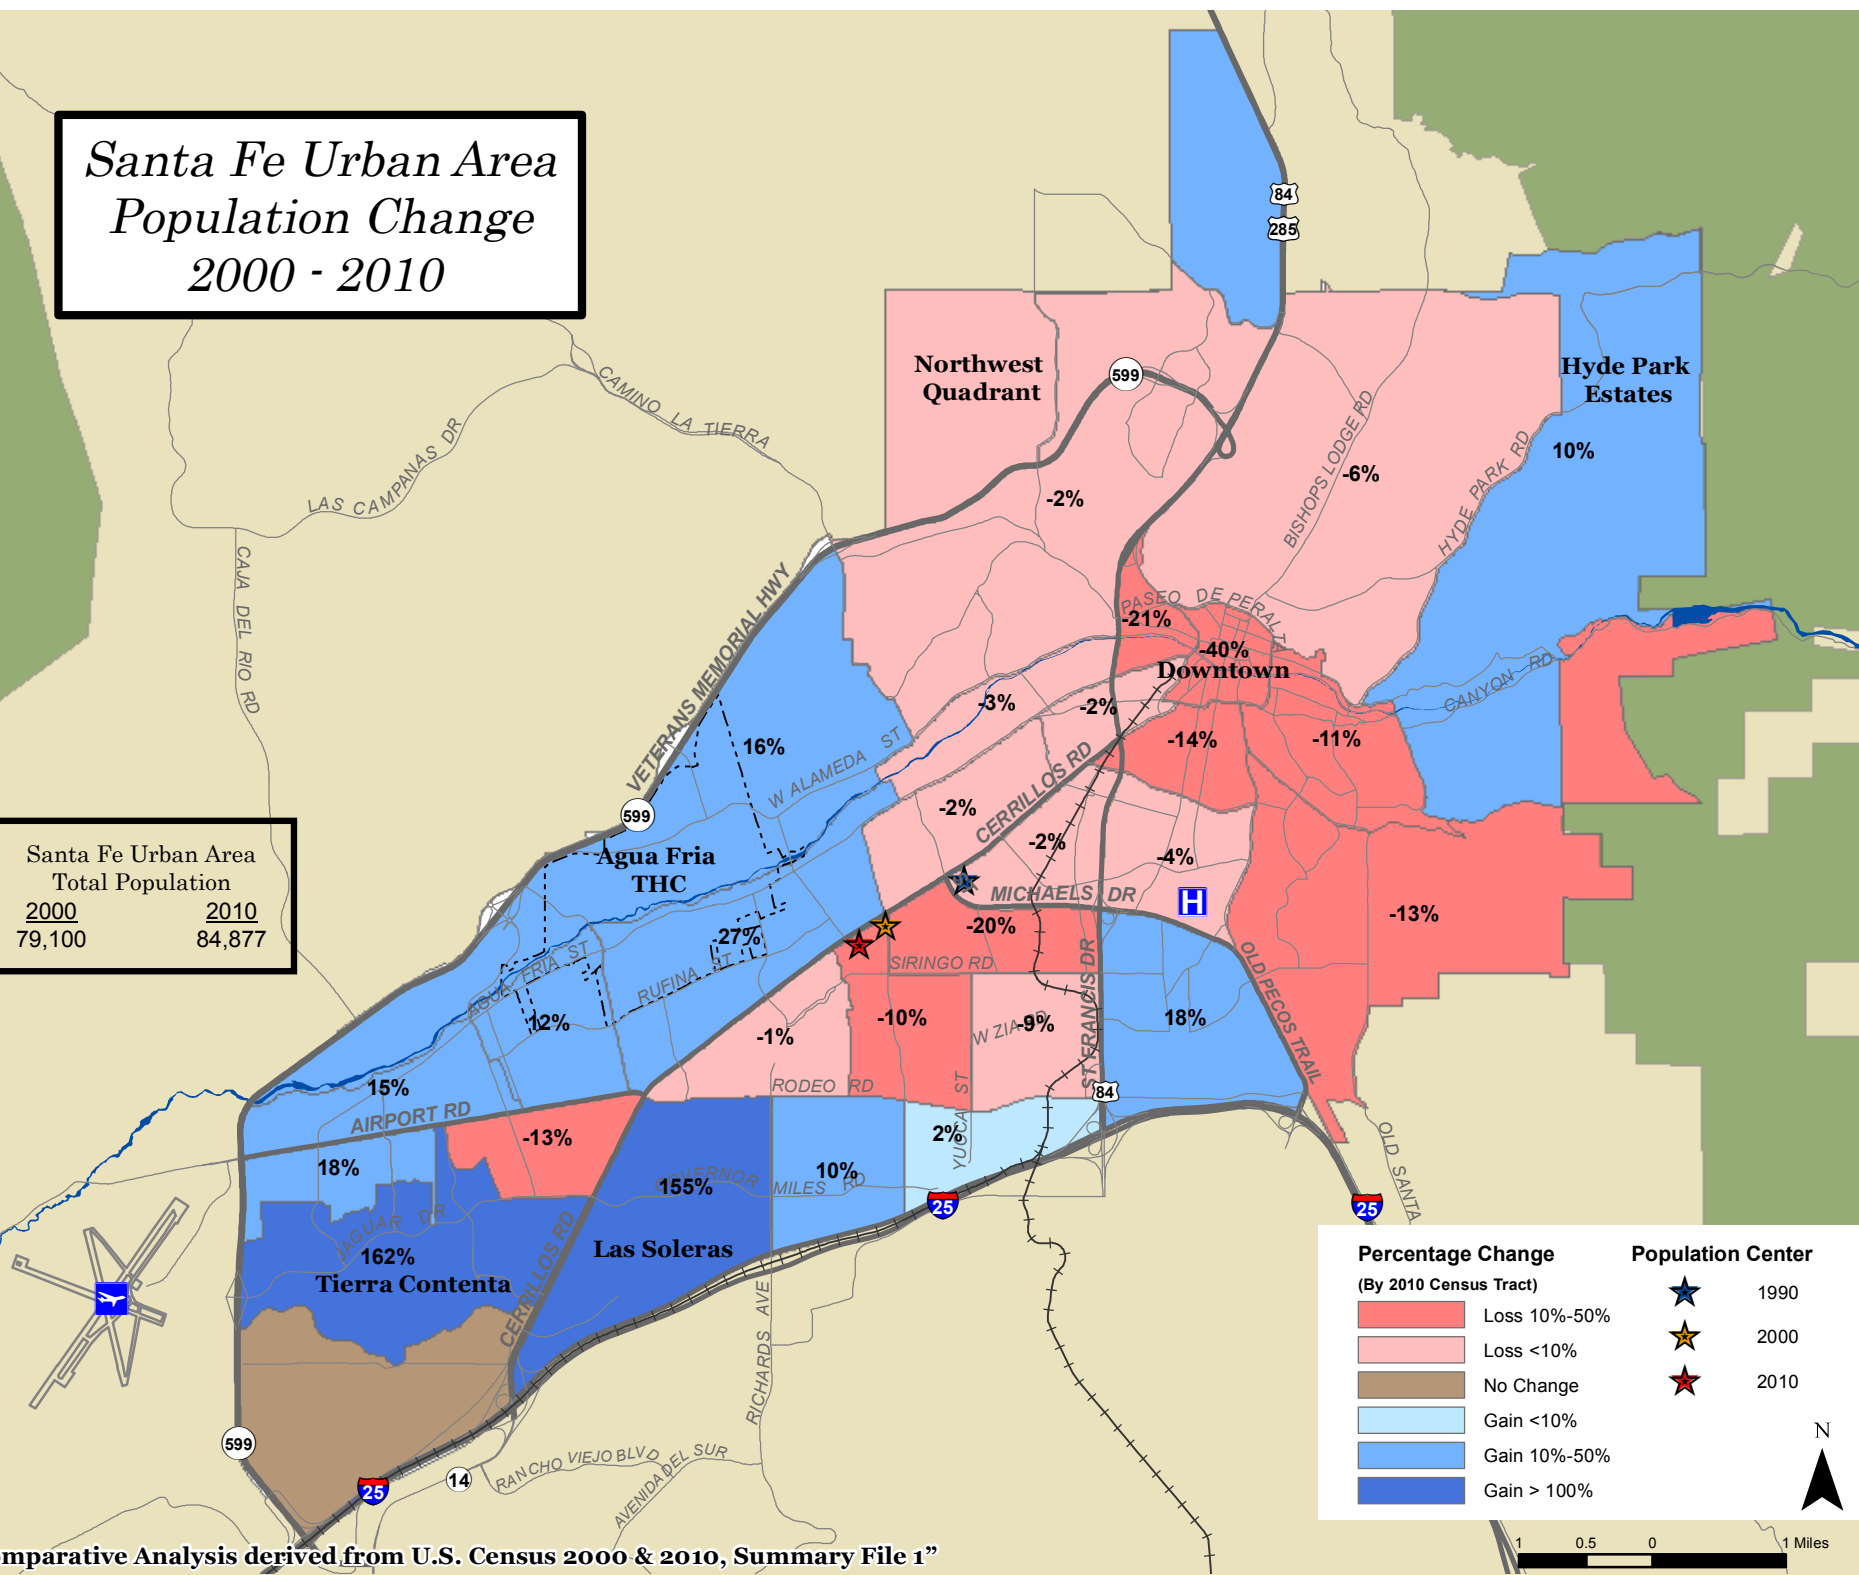 Santa Fe Urban Area
Population Change
2000 - 2010
84
285
Northwest
Quadrant
599
Hyde Park
Estates
10%
-6%
-2%
CAMINO LA TIERRA
LAS CAMPANAS DR
BISHOPS LODGE RD
HYDE PARK RD
CAJA DEL RIO RD
VETERANS MEMORIAL HWY
PASEO DE PERALTA
-21%
-40%
Downtown
CANYON RD
-3%
-2%
-14%
-11%
16%
W ALAMEDA ST
CERRILLOS RD
-2%
-2%
-4%
599
Agua Fria
THC
MICHAELS DR
H
-13%
Santa Fe Urban Area
Total Population
2000 2010
79,100 84,877
-27%
-20%
AGUA FRIA ST
RUFINA ST
SIRINGO RD
ST FRANCIS DR
OLD PECOS TRAIL
12%
-1%
-10%
W ZIA RD
-9%
18%
15%
AIRPORT RD
RODEO RD
YUCCA ST
84
-13%
2%
18%
155%
GOVERNOR MILES RD
10%
25
25
OLD SANTA
JAGUAR DR
162%
Tierra Contenta
CERRILLOS RD
Las Soleras
RICHARDS AVE
599
25
14
RANCHO VIEJO BLVD
AVENIDA DEL SUR
Percentage Change
(By 2010 Census Tract)
Loss 10%-50%
Loss <10%
No Change
Gain <10%
Gain 10%-50%
Gain > 100%
Population Center
1990
2000
2010
N
1 0.5 0 1 Miles
mparative Analysis derived from U.S. Census 2000 & 2010, Summary File 1”